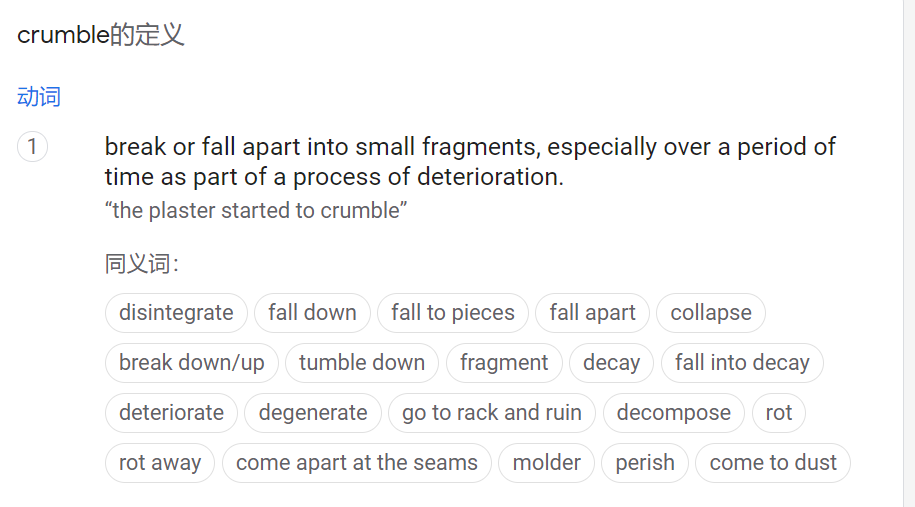 crumble的定义
动词
1
break or fall apart into small fragments, especially over a period of
time as part of a process of deterioration.
“the plaster started to crumble”
同义词：
disintegrate fall down fall to pieces fall apart collapse
break down/up tumble down fragment decay fall into decay
deteriorate degenerate go to rack and ruin decompose rot
rot away come apart at the seams molder perish come to dust